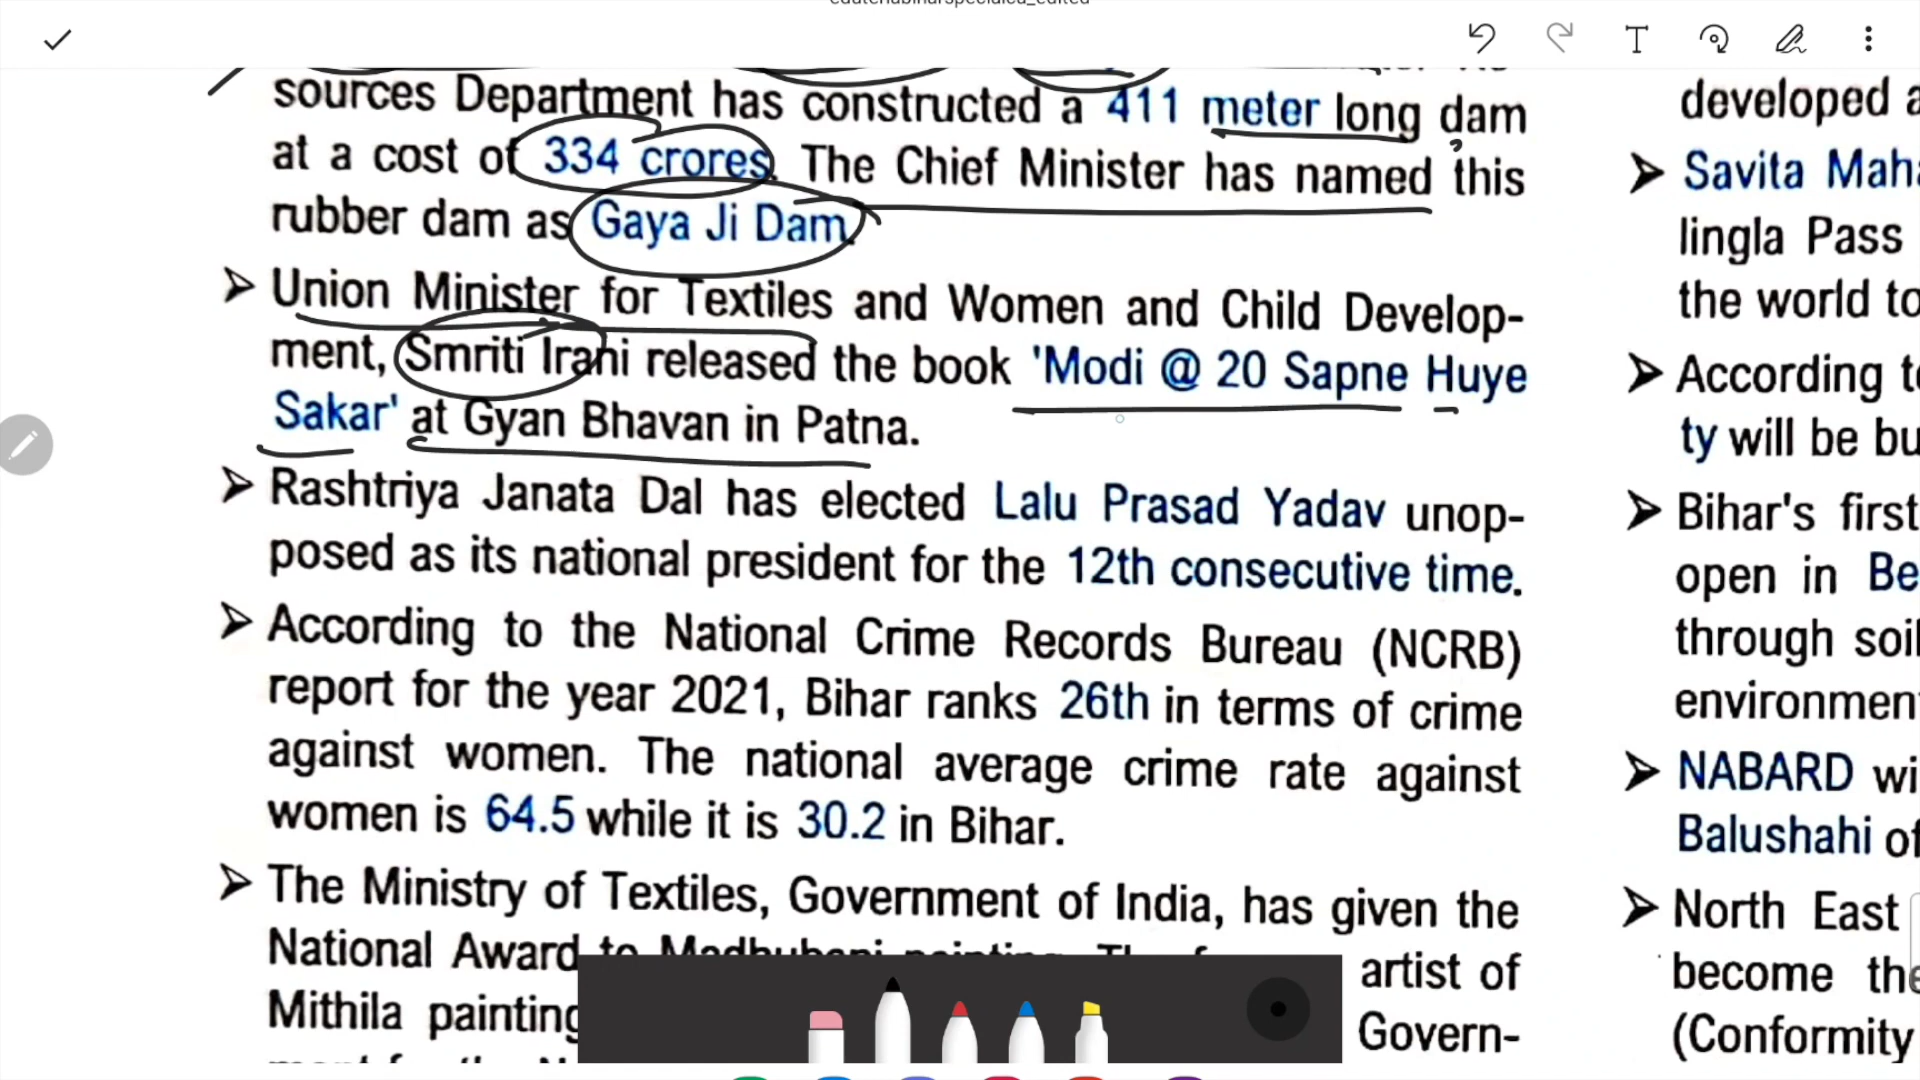 sources Department has constructed a 411 meter long dam
at a cost of 334 crores. The Chief Minister has named this
rubber dam as Gaya Ji Dam.
➢ Union Minister for Textiles and Women and Child Develop-
ment, Smriti Irani released the book 'Modi @ 20 Sapne Huye
Sakar' at Gyan Bhavan in Patna.
➢ Rashtriya Janata Dal has elected Lalu Prasad Yadav unop-
posed as its national president for the 12th consecutive time.
➢ According to the National Crime Records Bureau (NCRB)
report for the year 2021, Bihar ranks 26th in terms of crime
against women. The national average crime rate against
women is 64.5 while it is 30.2 in Bihar.
➢ The Ministry of Textiles, Government of India, has given the
National Award to Madhubani painting. The artist of
Mithila painting Govern-
developed
➢ Savita
lingla Pass
the world to
➢ According
ty will be
➢ Bihar's first
open in
through
NABARD
Balushahi of
➢ North East
become the
(Conformity